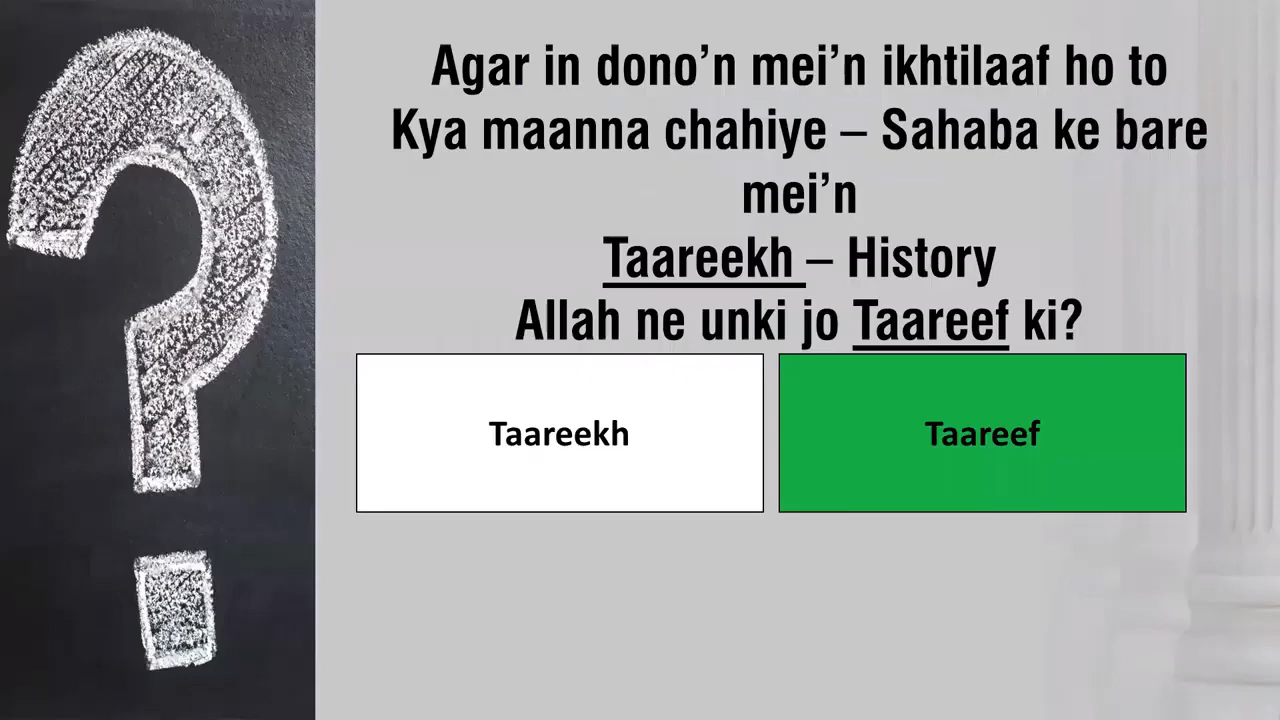 Agar in dono’n mei’n ikhtilaaf ho to
Kya maanna chahiye – Sahaba ke bare
mei’n
Taareekh – History
Allah ne unki jo Taareef ki?
Taareekh
Taareef